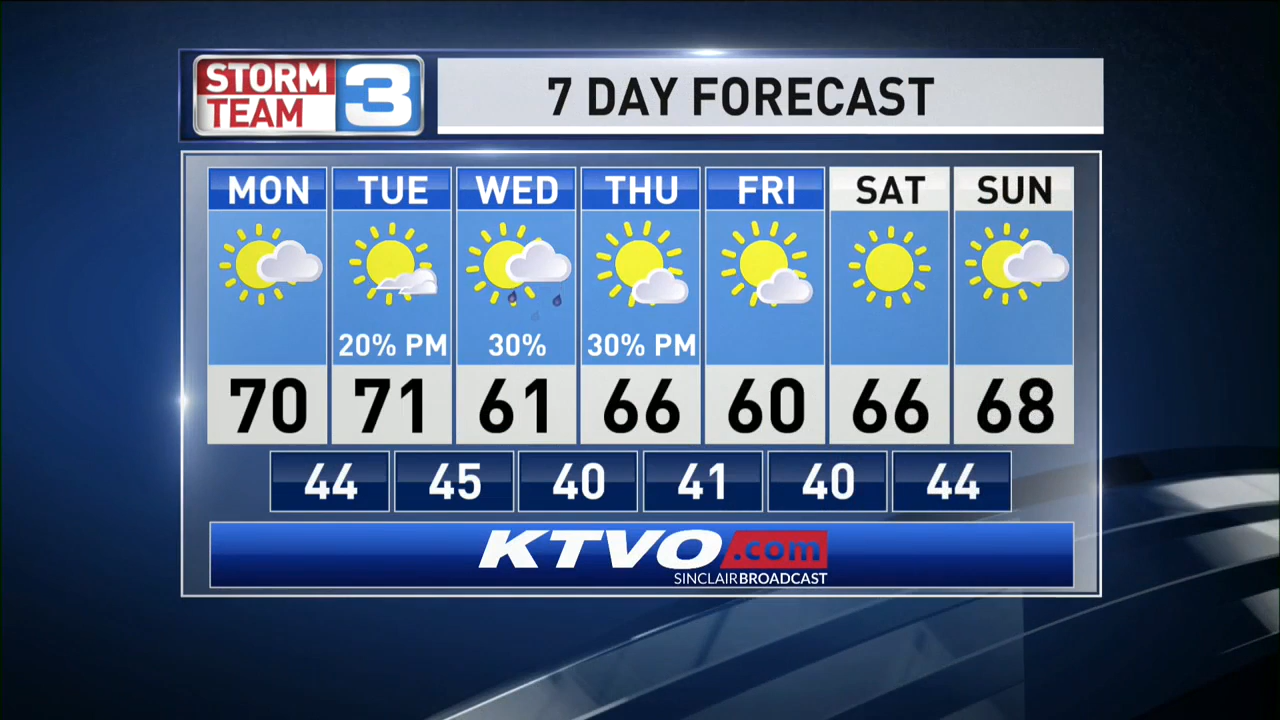 STORM TEAM 3
7 DAY FORECAST
MON TUE WED THU FRI SAT SUN
20% PM 30% 30% PM
70 71 61 66 60 66 68
44 45 40 41 40 44
KTVO.com
SINCLAIRBROADCAST